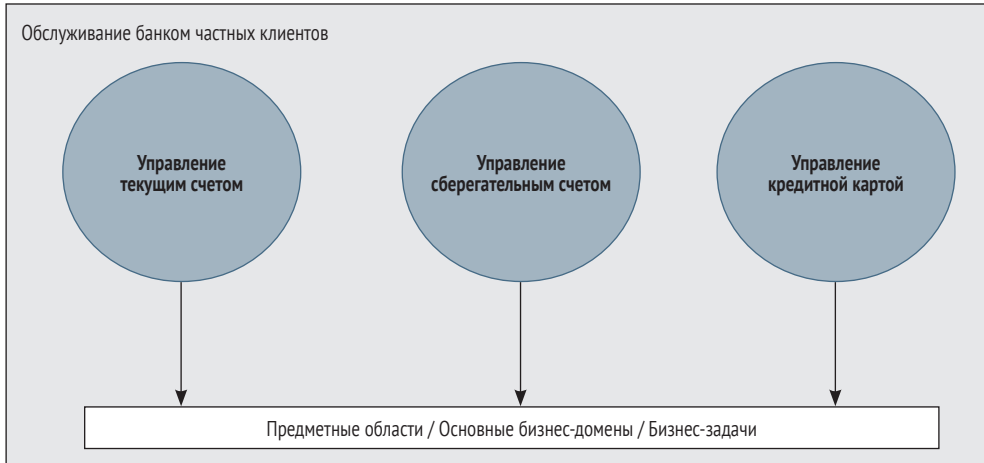 Обслуживание банком частных клиентов
Управление
текущим счетом
Управление
сберегательным счетом
Управление
кредитной картой
Предметные области / Основные бизнес-домены / Бизнес-задачи